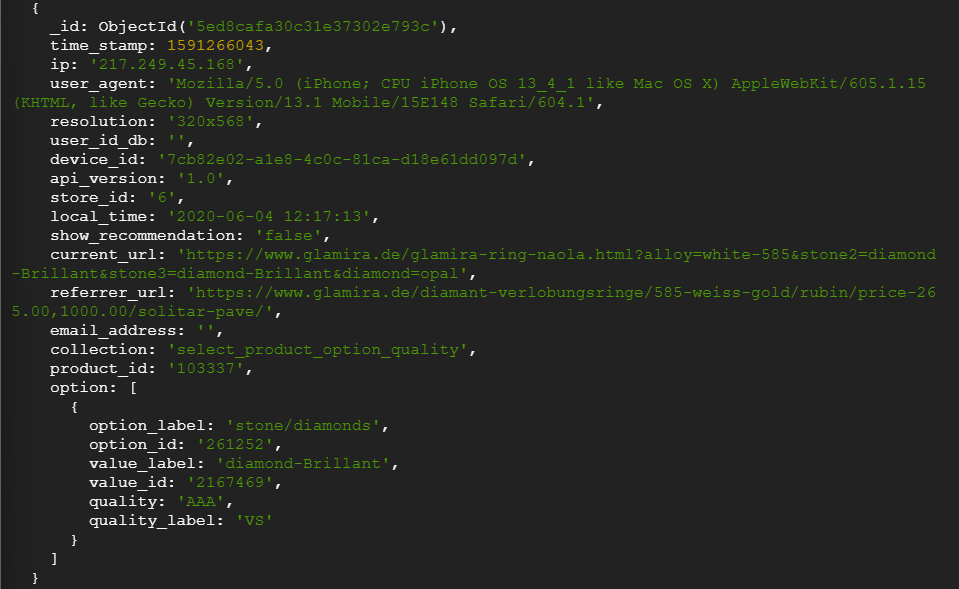 {
_id: ObjectId('5ed8cafa30c31e37302e793c'),
time_stamp: 1591266043,
ip: '217.249.45.168',
user_agent: 'Mozilla/5.0 (iPhone; CPU iPhone OS 13_4_1 like Mac OS X) AppleWebKit/605.1.15
(KHTML, like Gecko) Version/13.1 Mobile/15E148 Safari/604.1',
resolution: '320x568',
user_id_db: '',
device_id: '7cb82e02-a1e8-4c0c-81ca-d18e61dd097d',
api_version: '1.0',
store_id: '6',
local_time: '2020-06-04 12:17:13',
show_recommendation: 'false',
current_url: 'https://www.glamira.de/glamira-ring-naola.html?alloy=white-585&stone2=diamond
-Brillant&stone3=diamond-Brillant&diamond=opal',
referrer_url: 'https://www.glamira.de/diamant-verlobungsringe/585-weiss-gold/rubin/price-26
5.00,1000.00/solitar-pave/',
email_address: '',
collection: 'select_product_option_quality',
product_id: '103337',
option: [
{
option_label: 'stone/diamonds',
option_id: '261252',
value_label: 'diamond-Brillant',
value_id: '2167469',
quality: 'AAA',
quality_label: 'VS'
}
]
}